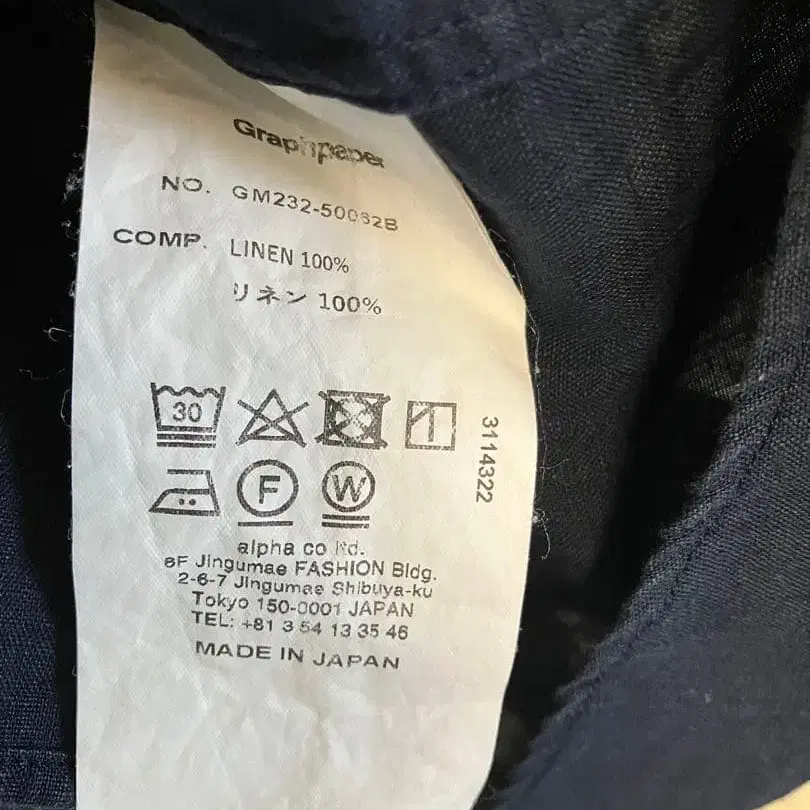 Graphpaper
NO. GM232-50062B
COMP. LINEN 100%
リネン 100%
30
3114322
F
W
alpha co ltd.
6F Jingumae FASHION Bldg.
2-6-7 Jingumae Shibuya-ku
Tokyo 150-0001 JAPAN
TEL: +81 3 54 13 35 46
MADE IN JAPAN